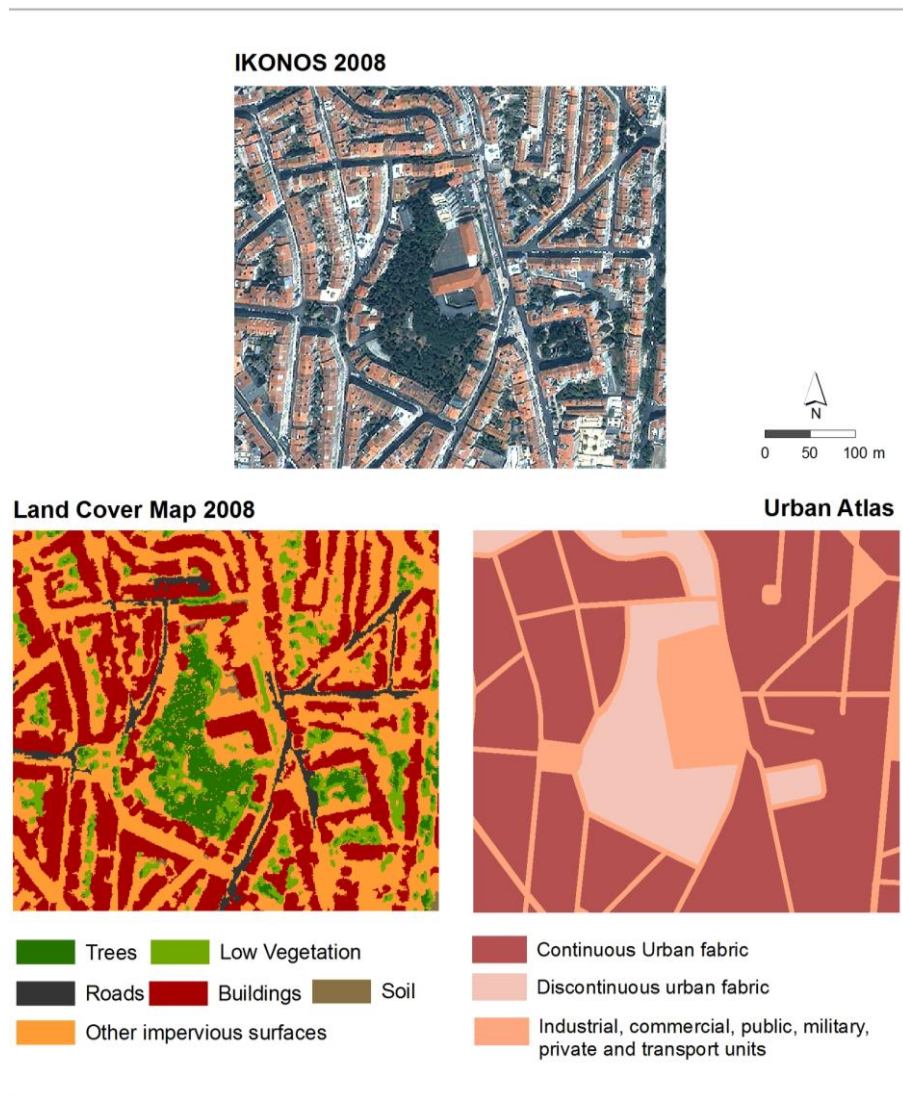 IKONOS 2008
N
0 50 100 m
Land Cover Map 2008
Urban Atlas
Trees
Low Vegetation
Roads
Buildings
Soil
Other impervious surfaces
Continuous Urban fabric
Discontinuous urban fabric
Industrial, commercial, public, military,
private and transport units